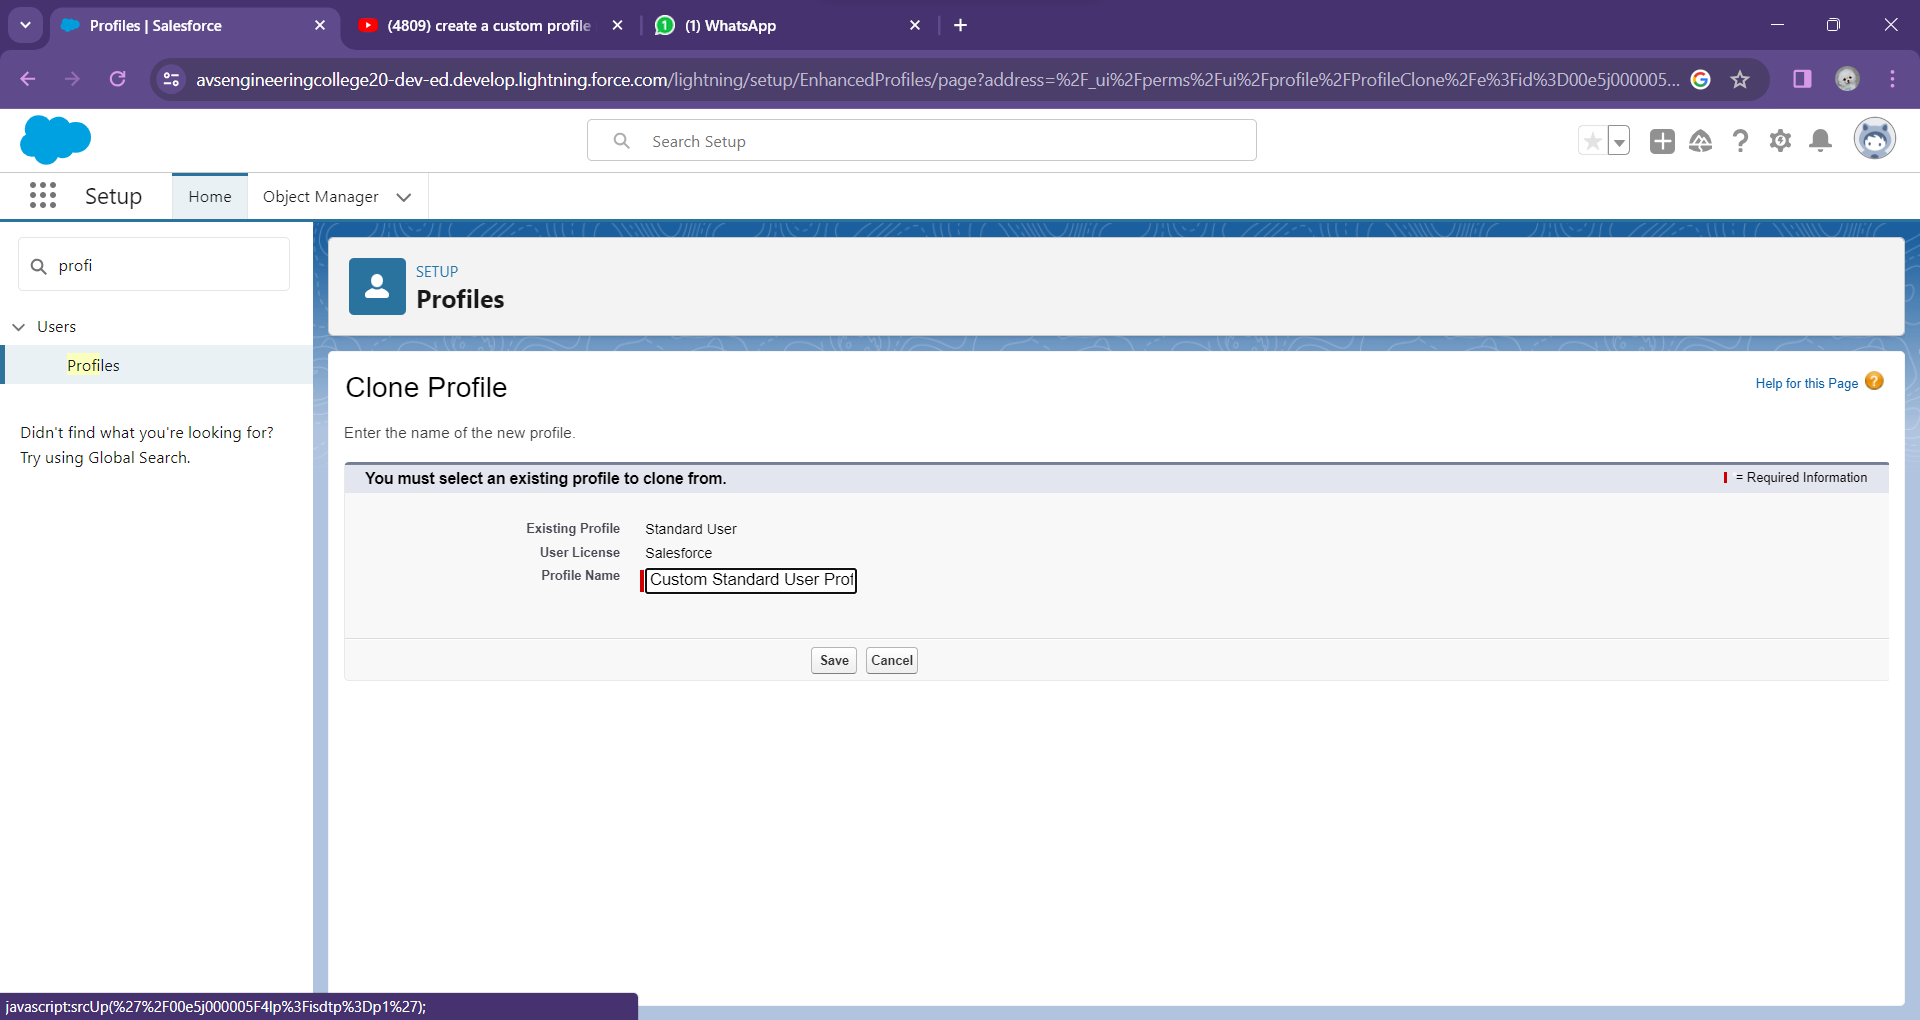 Profiles | Salesforce
(4809) create a custom profile
(1) WhatsApp
avsengineeringcollege20-dev-ed.develop.lightning.force.com/lightning/setup/EnhancedProfiles/page?address=%2F_ui%2Fperms%2Fui%2Fprofile%2FProfileClone%2Fe%3Fid%3D00e5j000005...
Search Setup
Setup
Home
Object Manager
profi
Users
Profiles
Didn't find what you're looking for?
Try using Global Search.
SETUP
Profiles
Clone Profile
Help for this Page
Enter the name of the new profile.
You must select an existing profile to clone from.
= Required Information
Existing Profile Standard User
User License Salesforce
Profile Name Custom Standard User Prof
Save Cancel
javascript:srcUp(%27%2F00e5j000005F4lp%3Fisdtp%3Dp1%27);